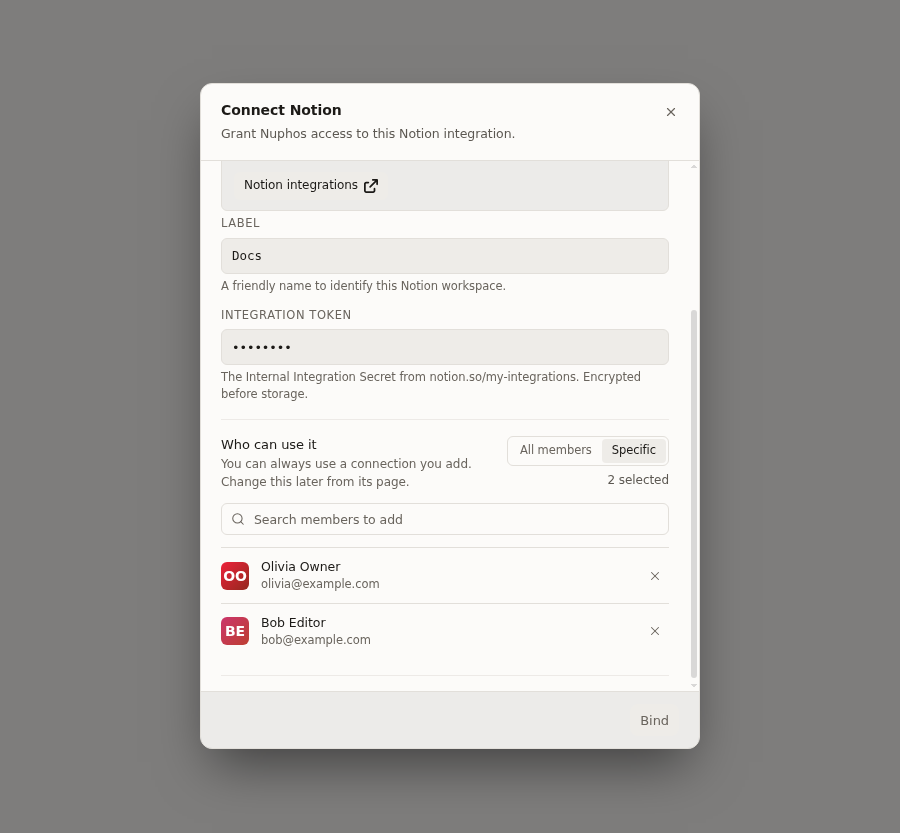 Connect Notion
Grant Nuphos access to this Notion integration.
Notion integrations
LABEL
Docs
A friendly name to identify this Notion workspace.
INTEGRATION TOKEN
••••••••
The Internal Integration Secret from notion.so/my-integrations. Encrypted
before storage.
Who can use it
All members Specific
You can always use a connection you add.
Change this later from its page.
2 selected
Search members to add
OO
Olivia Owner
olivia@example.com
BE
Bob Editor
bob@example.com
Bind